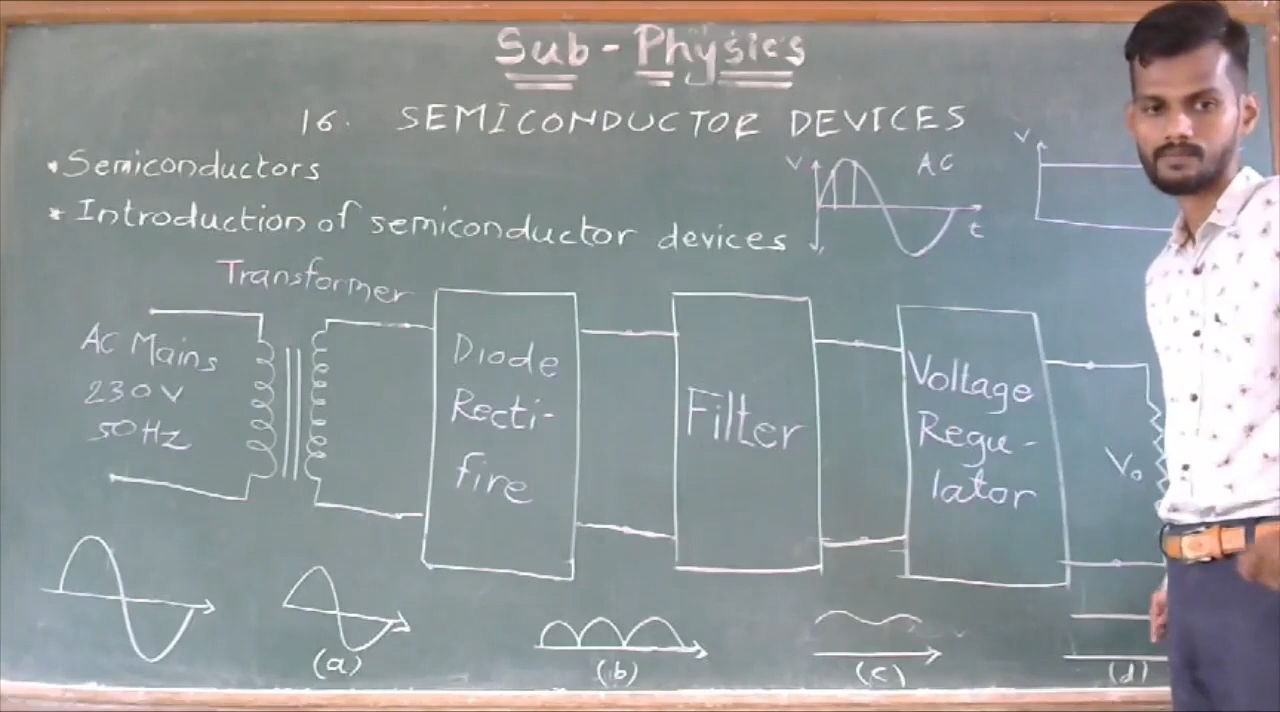 Sub - Physics
16. SEMICONDUCTOR DEVICES
* Semiconductors
* Introduction of semiconductor devices
V
AC
t
V
Transformer
AC Mains
230V
50Hz
Diode
Recti-
fire
Filter
Voltage
Regu-
lator
Vo
(a)
(b)
(c)
(d)